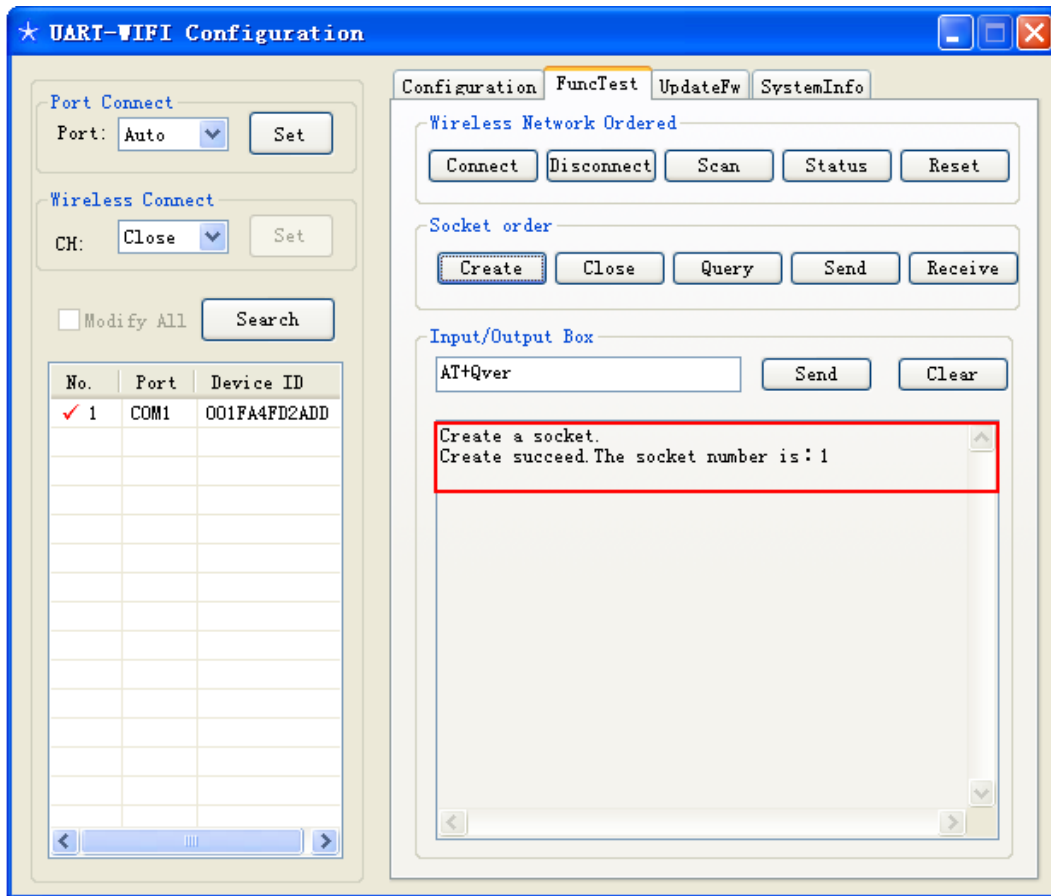 UART-WIFI Configuration
Port Connect
Port: Auto Set
Wireless Connect
CH: Close Set
Modify All Search
No. Port Device ID
1 COM1 001FA4FD2ADD
Configuration FuncTest UpdateFw SystemInfo
Wireless Network Ordered
Connect Disconnect Scan Status Reset
Socket order
Create Close Query Send Receive
Input/Output Box
AT+Qver Send Clear
Create a socket.
Create succeed.The socket number is：1